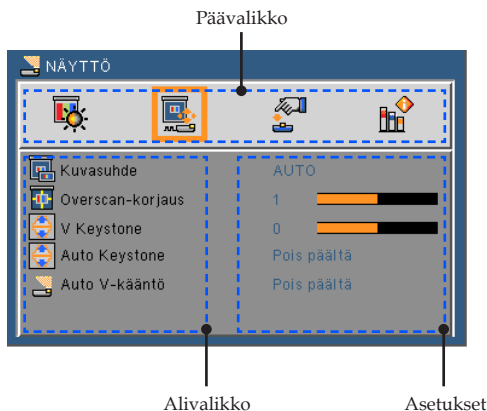 Päävalikko
NÄYTTÖ
Kuvasuhde AUTO
Overscan-korjaus 1
V Keystone 0
Auto Keystone Pois päältä
Auto V-kääntö Pois päältä
Alivalikko Asetukset